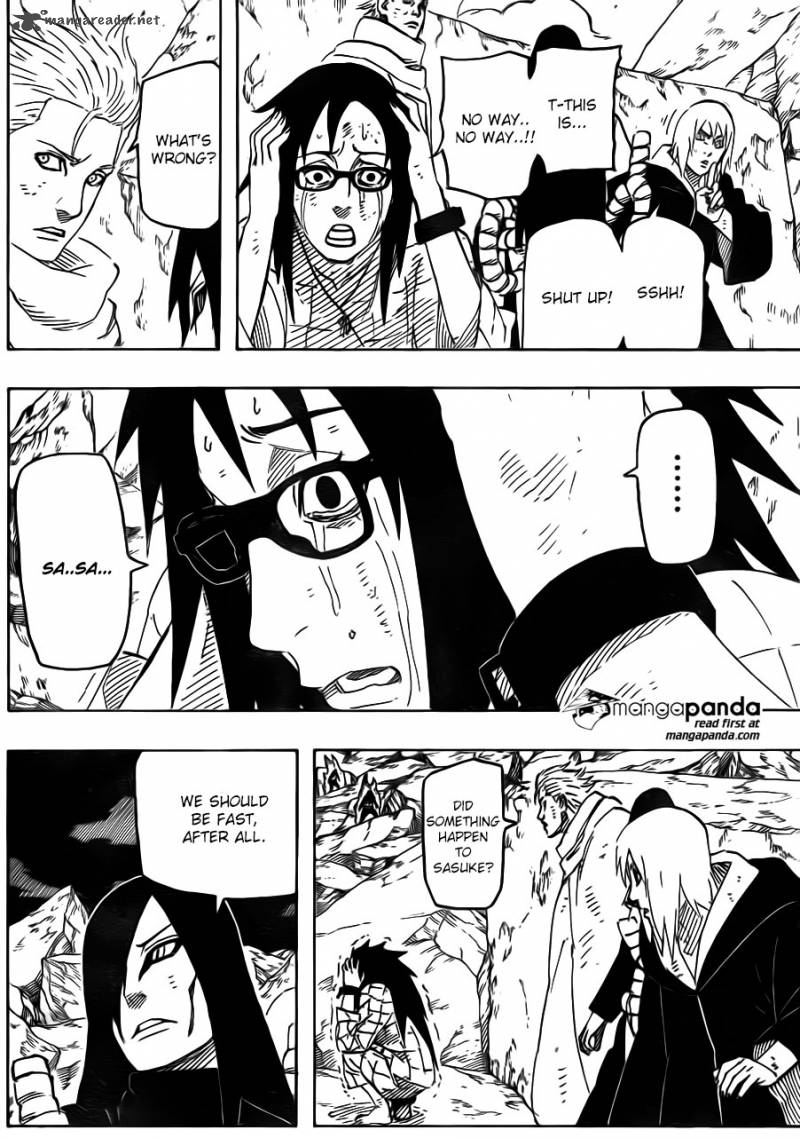 mangareader.net
T-THIS
IS...
NO WAY..
NO WAY..!!
SSHH!
SHUT UP!
WHAT'S
WRONG?
......
SA..SA...
mangapanda
read first at
mangapanda.com
DID
SOMETHING
HAPPEN
TO
SASUKE?
WE SHOULD
BE FAST,
AFTER ALL.